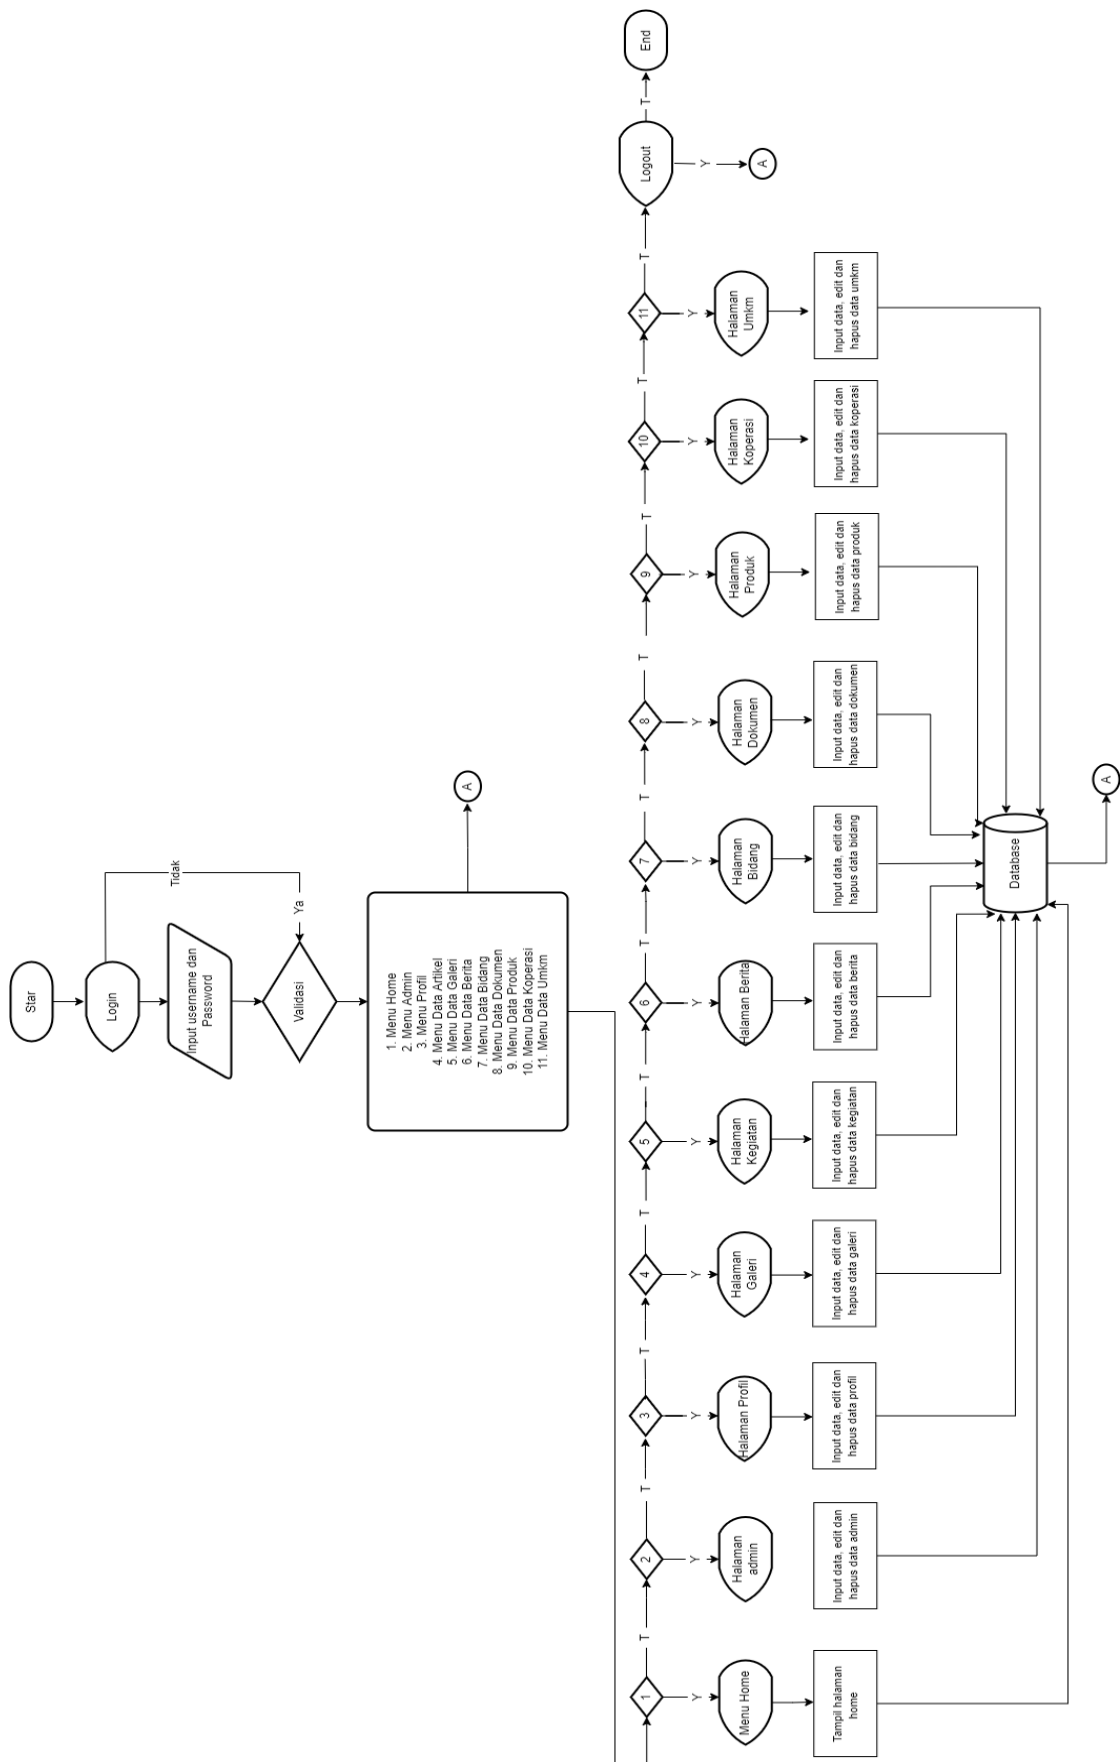 Star
Login
Tidak
Input username dan
Password
Ya
Validasi
1. Menu Home
2. Menu Admin
3. Menu Profil
4. Menu Data Artikel
5. Menu Data Galeri
6. Menu Data Berita
7. Menu Data Bidang
8. Menu Data Dokumen
9. Menu Data Produk
10. Menu Data Koperasi
11. Menu Data Umkm
A
1
T
2
T
3
T
4
T
5
T
6
T
7
T
8
T
9
T
10
T
11
T
Logout
T
End
Y
A
Y
Y
Y
Y
Y
Y
Y
Y
Y
Y
Y
Menu Home
Halaman
admin
Halaman Profil
Halaman
Galeri
Halaman
Kegiatan
Halaman Berita
Halaman
Bidang
Halaman
Dokumen
Halaman
Produk
Halaman
Koperasi
Halaman
Umkm
Tampil halaman
home
Input data, edit dan
hapus data admin
Input data, edit dan
hapus data profil
Input data, edit dan
hapus data galeri
Input data, edit dan
hapus data kegiatan
Input data, edit dan
hapus data berita
Input data, edit dan
hapus data bidang
Input data, edit dan
hapus data dokumen
Input data, edit dan
hapus data produk
Input data, edit dan
hapus data koperasi
Input data, edit dan
hapus data umkm
Database
A